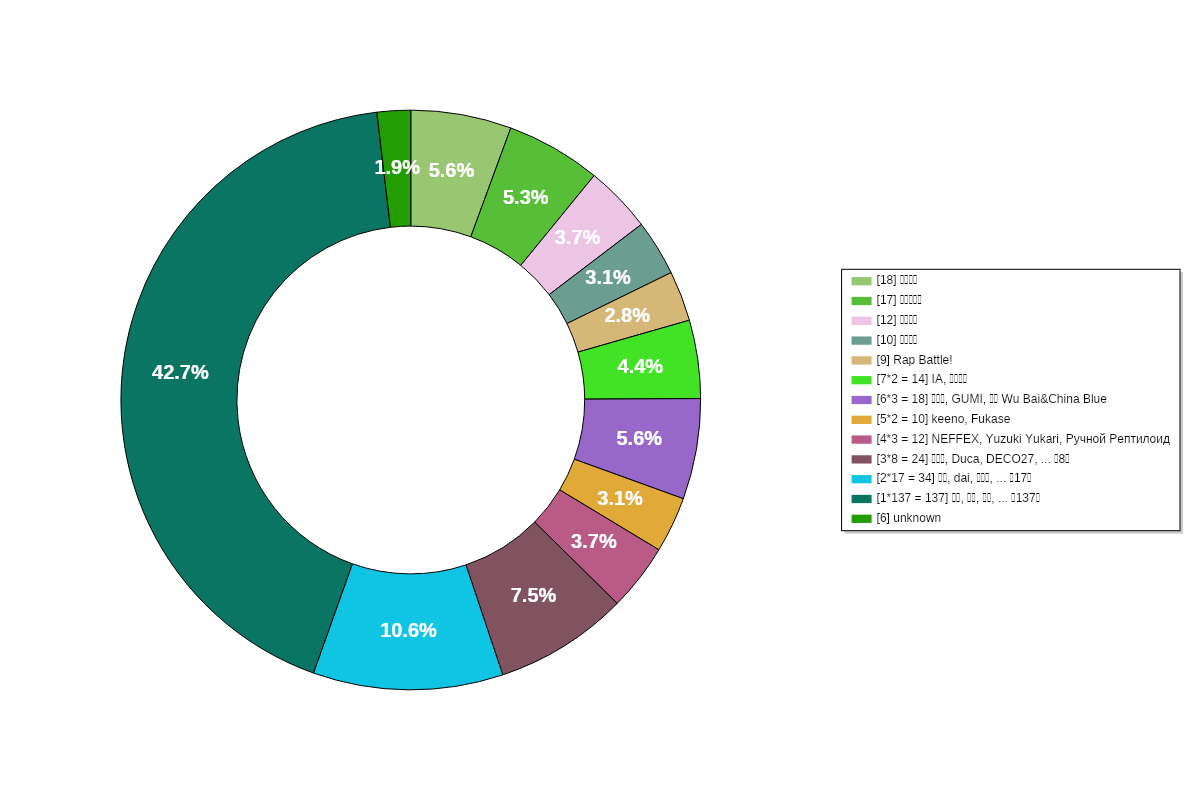 1.9%
5.6%
5.3%
3.7%
3.1%
2.8%
4.4%
5.6%
3.1%
3.7%
7.5%
10.6%
42.7%
[18]
[17]
[12]
[10]
[9] Rap Battle!
[7*2 = 14] IA,
[6*3 = 18] , GUMI, Wu Bai&China Blue
[5*2 = 10] keeno, Fukase
[4*3 = 12] NEFFEX, Yuzuki Yukari, Ручной Рептилоид
[3*8 = 24] , Duca, DECO27, ... 8
[2*17 = 34] , dai, , ... 17
[1*137 = 137] , , , ... 137
[6] unknown